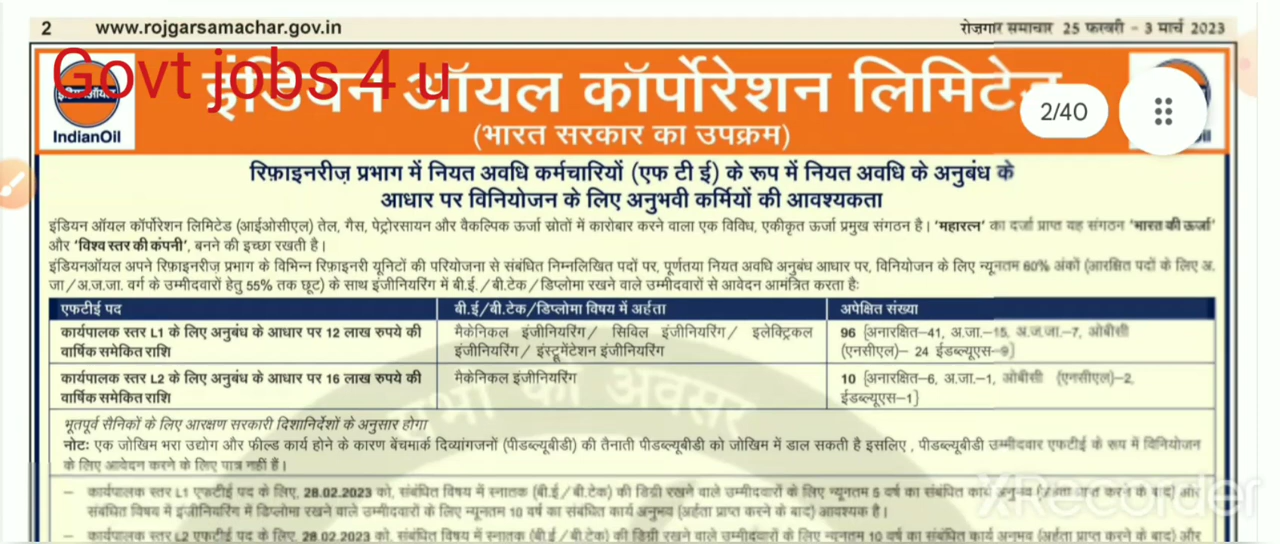 2 www.rojgarsamachar.gov.in रोज़गार समाचार 25 फरवरी - 3 मार्च 2023
Govt jobs 4 u
इंडियन ऑयल कॉर्पोरेशन लिमिटेड
2/40
(भारत सरकार का उपक्रम)
IndianOil
रिफ़ाइनरीज़ प्रभाग में नियत अवधि कर्मचारियों (एफ टी ई) के रूप में नियत अवधि के अनुबंध के
आधार पर विनियोजन के लिए अनुभवी कर्मियों की आवश्यकता
इंडियन ऑयल कॉर्पोरेशन लिमिटेड (आईओसीएल) तेल, गैस, पेट्रोरसायन और वैकल्पिक ऊर्जा स्रोतों में कारोबार करने वाला एक विविध, एकीकृत ऊर्जा प्रमुख संगठन है। 'महारत्न' का दर्जा प्राप्त यह संगठन 'भारत की ऊर्जा'
और 'विश्व स्तर की कंपनी', बनने की इच्छा रखती है।
इंडियनऑयल अपने रिफ़ाइनरीज़ प्रभाग के विभिन्न रिफ़ाइनरी यूनिटों की परियोजना से संबंधित निम्नलिखित पदों पर, पूर्णतया नियत अवधि अनुबंध आधार पर, विनियोजन के लिए न्यूनतम 60% अंकों (आरक्षित पदों के लिए अ.
जा/अ.ज.जा. वर्ग के उम्मीदवारों हेतु 55% तक छूट) के साथ इंजीनियरिंग में बी.ई./बी.टेक/डिप्लोमा रखने वाले उम्मीदवारों से आवेदन आमंत्रित करता है:
एफटीई पद बी.ई/बी.टेक/डिप्लोमा विषय में अर्हता अपेक्षित संख्या
कार्यपालक स्तर L1 के लिए अनुबंध के आधार पर 12 लाख रुपये की मैकेनिकल इंजीनियरिंग/ सिविल इंजीनियरिंग/ इलेक्ट्रिकल 96 {अनारक्षित-41, अ.जा.-15, अ.ज.जा.-7, ओबीसी
वार्षिक समेकित राशि इंजीनियरिंग/ इंस्ट्रूमेंटेशन इंजीनियरिंग (एनसीएल)- 24 ईडब्ल्यूएस-9}
कार्यपालक स्तर L2 के लिए अनुबंध के आधार पर 16 लाख रुपये की मैकेनिकल इंजीनियरिंग 10 {अनारक्षित-6, अ.जा.-1, ओबीसी (एनसीएल)-2,
वार्षिक समेकित राशि ईडब्ल्यूएस-1}
भूतपूर्व सैनिकों के लिए आरक्षण सरकारी दिशानिर्देशों के अनुसार होगा
नोटः एक जोखिम भरा उद्योग और फील्ड कार्य होने के कारण बेंचमार्क दिव्यांगजनों (पीडब्ल्यूबीडी) की तैनाती पीडब्ल्यूबीडी को जोखिम में डाल सकती है इसलिए, पीडब्ल्यूबीडी उम्मीदवार एफटीई के रूप में विनियोजन
के लिए आवेदन करने के लिए पात्र नहीं हैं।
– कार्यपालक स्तर L1 एफटीई पद के लिए, 28.02.2023 को, संबंधित विषय में स्नातक (बी.ई/बी.टेक) की डिग्री रखने वाले उम्मीदवारों के लिए न्यूनतम 5 वर्ष का संबंधित कार्य अनुभव (अर्हता प्राप्त करने के बाद) और
संबंधित विषय में इंजीनियरिंग में डिप्लोमा रखने वाले उम्मीदवारों के लिए न्यूनतम 10 वर्ष का संबंधित कार्य अनुभव (अर्हता प्राप्त करने के बाद) आवश्यक है।
– कार्यपालक स्तर L2 एफटीई पद के लिए, 28.02.2023 को, संबंधित विषय में स्नातक (बी.ई/बी.टेक) की डिग्री रखने वाले उम्मीदवारों के लिए न्यूनतम 10 वर्ष का संबंधित कार्य अनुभव (अर्हता प्राप्त करने के बाद) और
XRecorder